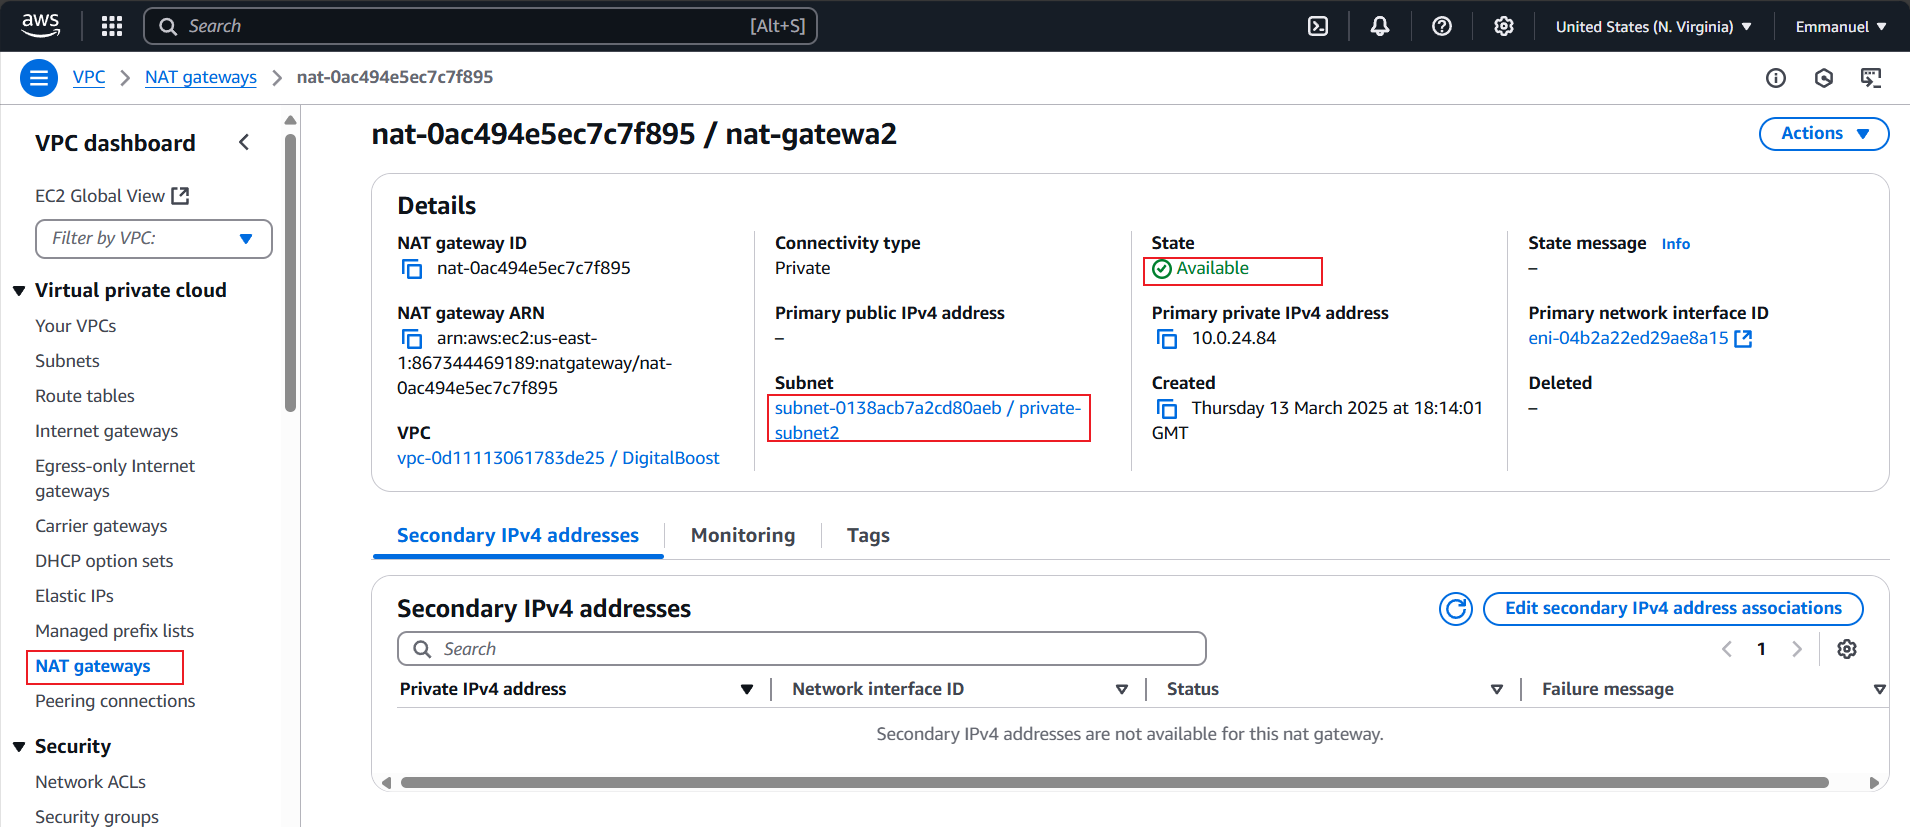 aws
Search
[Alt+S]
United States (N. Virginia)
Emmanuel
VPC
NAT gateways
nat-0ac494e5ec7c7f895
VPC dashboard
EC2 Global View
Filter by VPC:
Virtual private cloud
Your VPCs
Subnets
Route tables
Internet gateways
Egress-only Internet
gateways
Carrier gateways
DHCP option sets
Elastic IPs
Managed prefix lists
NAT gateways
Peering connections
Security
Network ACLs
Security groups
nat-0ac494e5ec7c7f895 / nat-gatewa2
Actions
Details
NAT gateway ID
nat-0ac494e5ec7c7f895
NAT gateway ARN
arn:aws:ec2:us-east-
1:867344469189:natgateway/nat-
0ac494e5ec7c7f895
VPC
vpc-0d11113061783de25 / DigitalBoost
Connectivity type
Private
Primary public IPv4 address
–
Subnet
subnet-0138acb7a2cd80aeb / private-
subnet2
State
Available
Primary private IPv4 address
10.0.24.84
Created
Thursday 13 March 2025 at 18:14:01
GMT
State message Info
–
Primary network interface ID
eni-04b2a22ed29ae8a15
Deleted
–
Secondary IPv4 addresses
Monitoring
Tags
Secondary IPv4 addresses
Edit secondary IPv4 address associations
Search
1
Private IPv4 address
Network interface ID
Status
Failure message
Secondary IPv4 addresses are not available for this nat gateway.